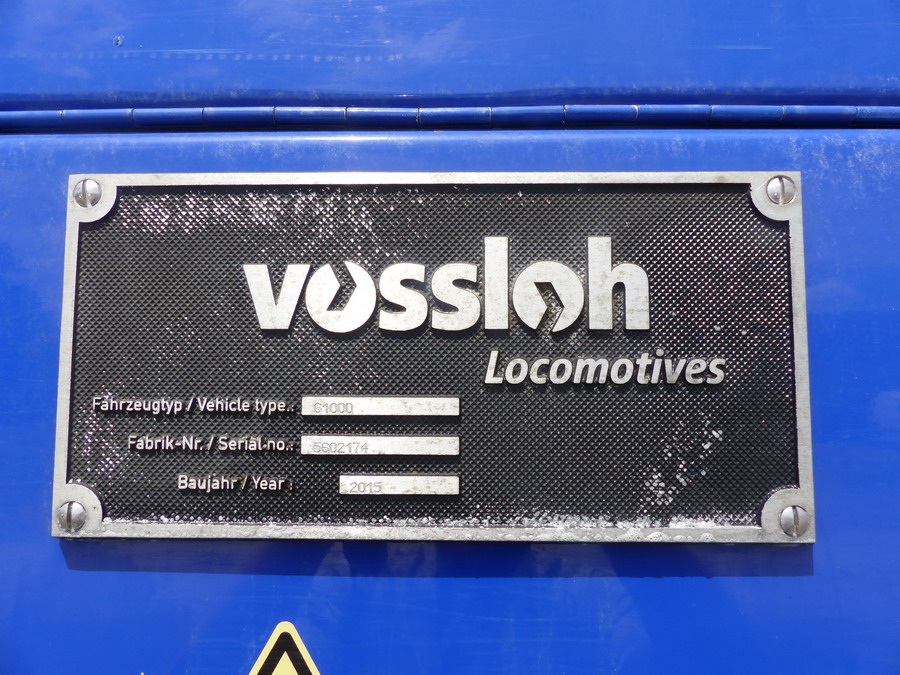 vossloh
Locomotives
Fahrzeugtyp / Vehicle type.: G1000
Fabrik-Nr. / Serial-no.: 5602174
Baujahr / Year : 2015